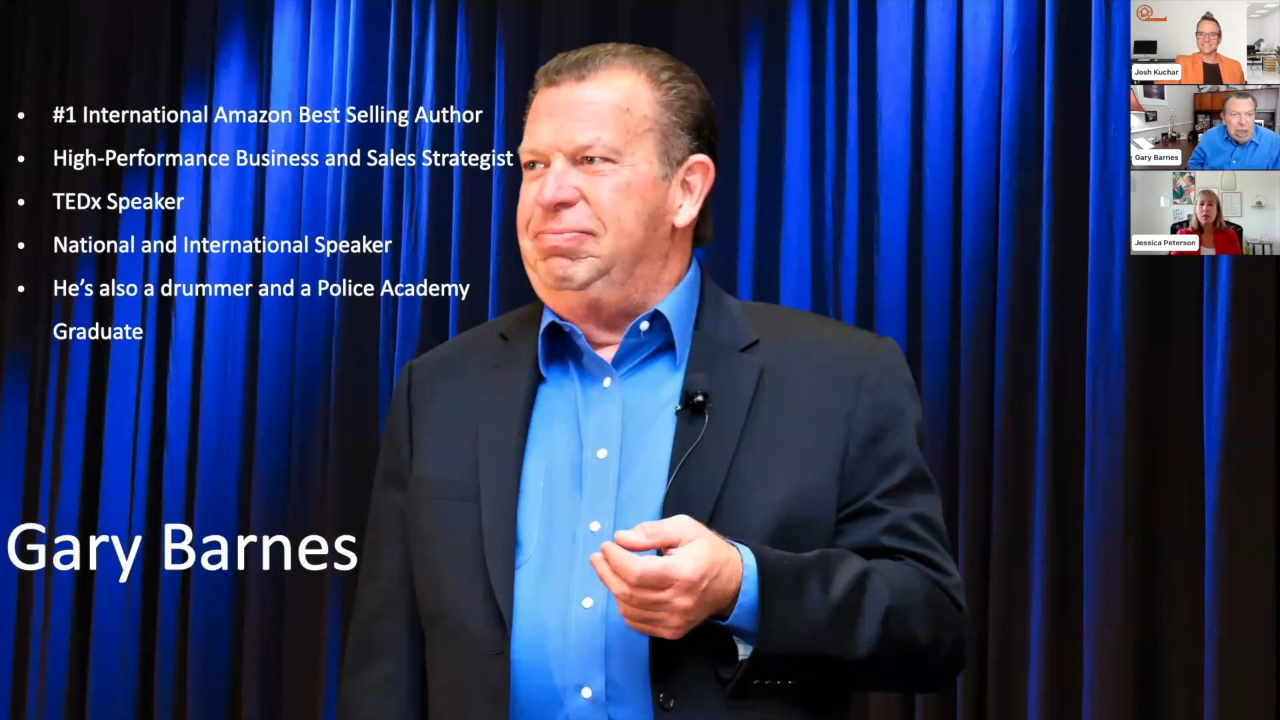 • #1 International Amazon Best Selling Author
• High-Performance Business and Sales Strategist
• TEDx Speaker
• National and International Speaker
• He’s also a drummer and a Police Academy
Graduate
Gary Barnes
Josh Kuchar
Gary Barnes
Jessica Peterson